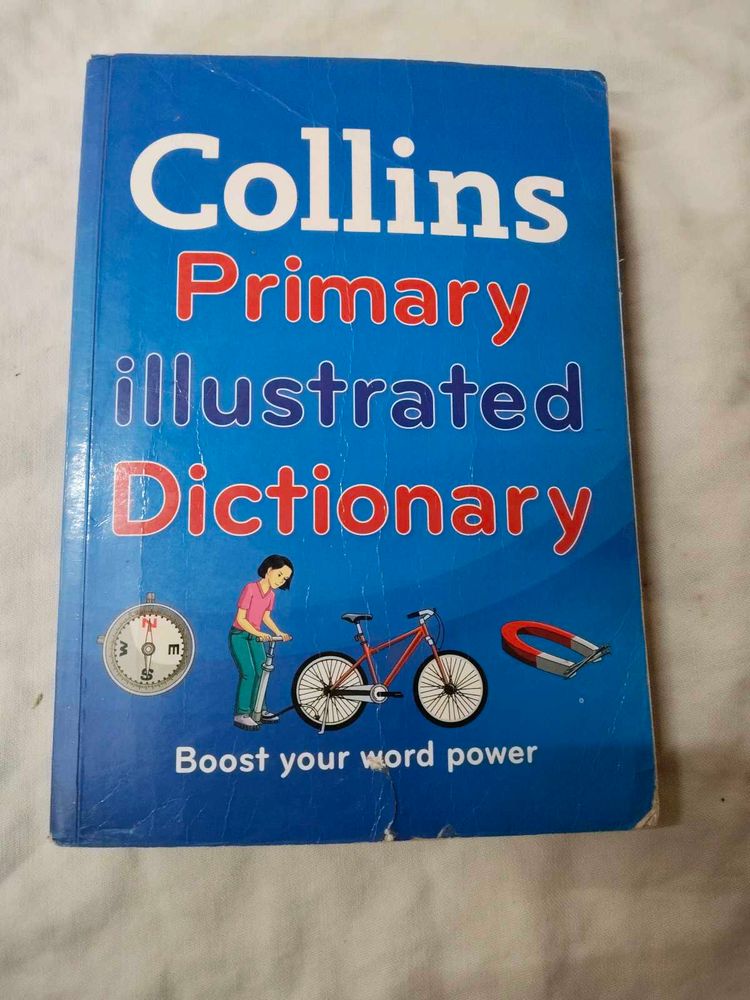 Collins
Primary
illustrated
Dictionary
N
W E
S
Boost your word power